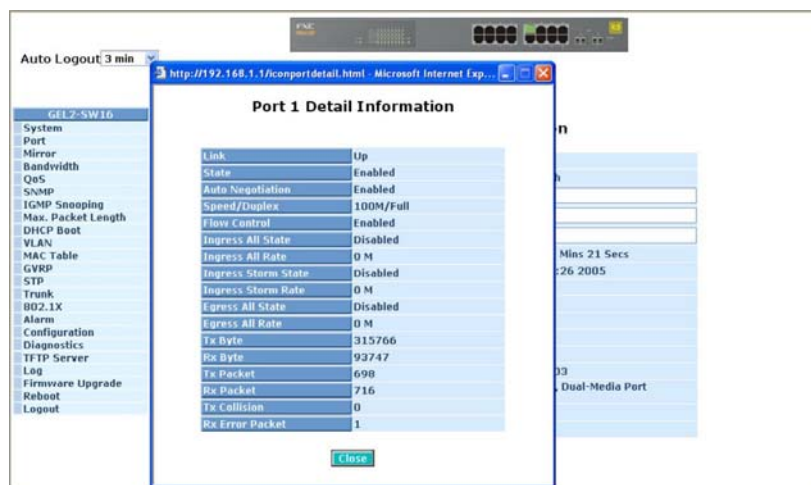 FXC
Auto Logout 3 min
http://192.168.1.1/iconportdetail.html - Microsoft Internet Exp...
Port 1 Detail Information
n
GEL2-SW16
System
Port
Mirror
Bandwidth
QoS
SNMP
IGMP Snooping
Max. Packet Length
DHCP Boot
VLAN
MAC Table
GVRP
STP
Trunk
802.1X
Alarm
Configuration
Diagnostics
TFTP Server
Log
Firmware Upgrade
Reboot
Logout
Link Up
State Enabled
Auto Negotiation Enabled
Speed/Duplex 100M/Full
Flow Control Enabled
Ingress All State Disabled
Ingress All Rate 0 M
Ingress Storm State Disabled
Ingress Storm Rate 0 M
Egress All State Disabled
Egress All Rate 0 M
Tx Byte 315766
Rx Byte 93747
Tx Packet 698
Rx Packet 716
Tx Collision 0
Rx Error Packet 1
Close
h
Mins 21 Secs
:26 2005
03
, Dual-Media Port